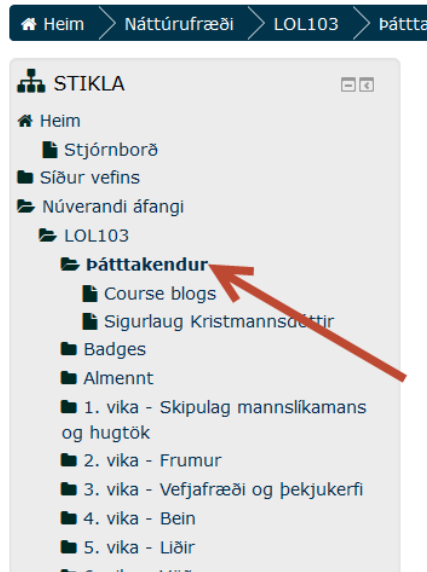 Heim Náttúrufræði LOL103
STIKLA
Heim
Stjórnborð
Síður vefins
Núverandi áfangi
LOL103
Þátttakendur
Course blogs
Sigurlaug Kristmannsdóttir
Badges
Almennt
1. vika - Skipulag mannslíkamans
og hugtök
2. vika - Frumur
3. vika - Vefjafræði og þekjukerfi
4. vika - Bein
5. vika - Liðir